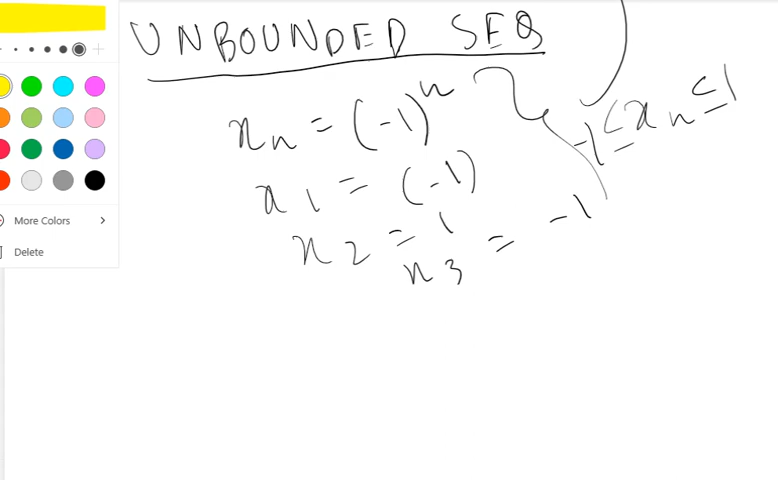 UNBOUNDED SEQ
xn = (-1)^n
-1 ≤ xn ≤ 1
x1 = (-1)
x2 = 1
x3 = -1
More Colors
Delete